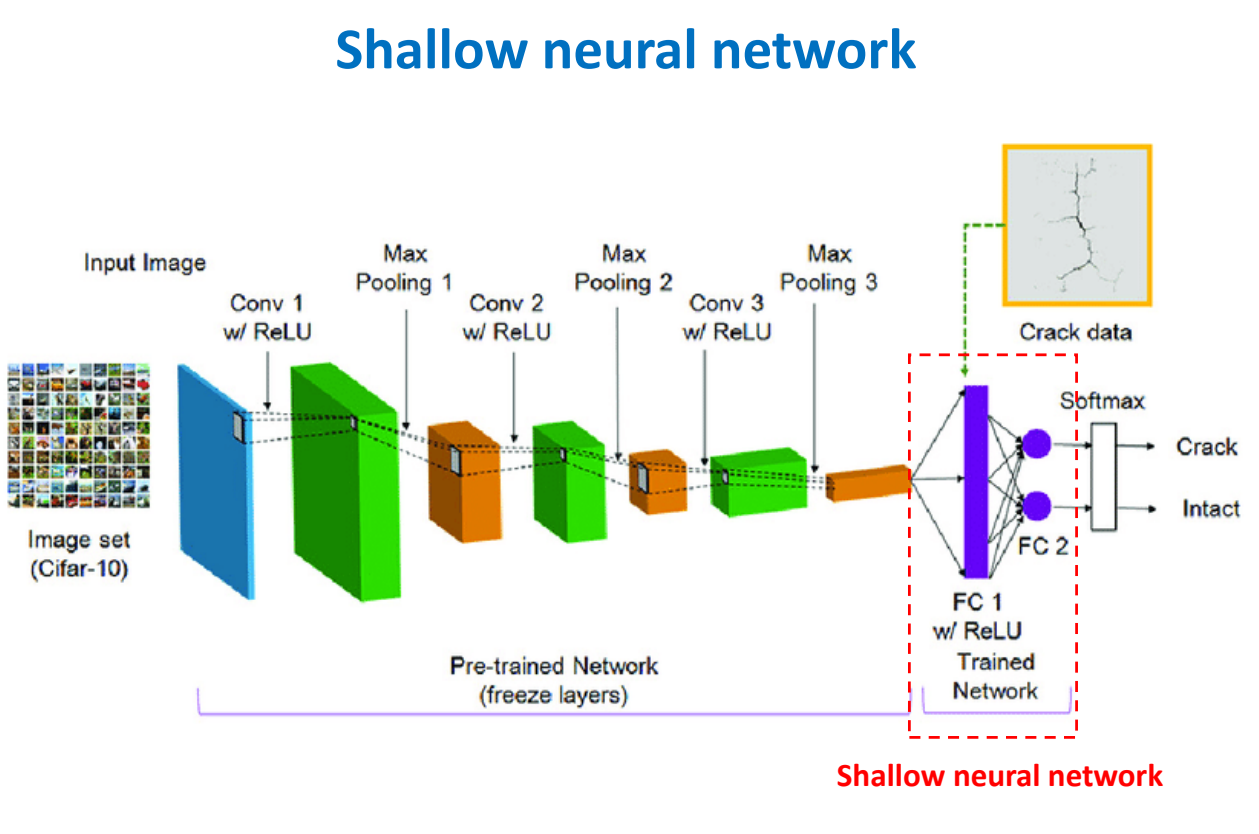 Shallow neural network
Input Image
Conv 1
w/ ReLU
Max
Pooling 1
Conv 2
w/ ReLU
Max
Pooling 2
Conv 3
w/ ReLU
Max
Pooling 3
Crack data
Softmax
Crack
Intact
FC 2
FC 1
w/ ReLU
Trained
Network
Image set
(Cifar-10)
Pre-trained Network
(freeze layers)
Shallow neural network